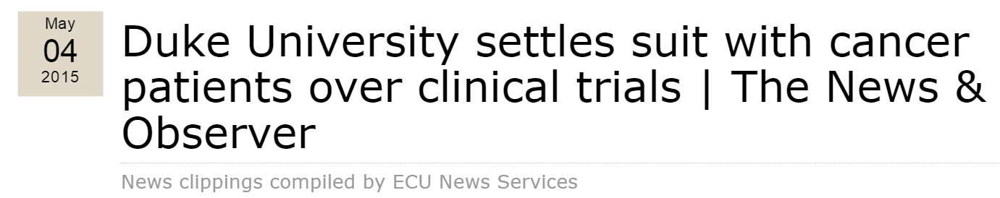 May
04
2015
Duke University settles suit with cancer
patients over clinical trials | The News &
Observer
News clippings compiled by ECU News Services